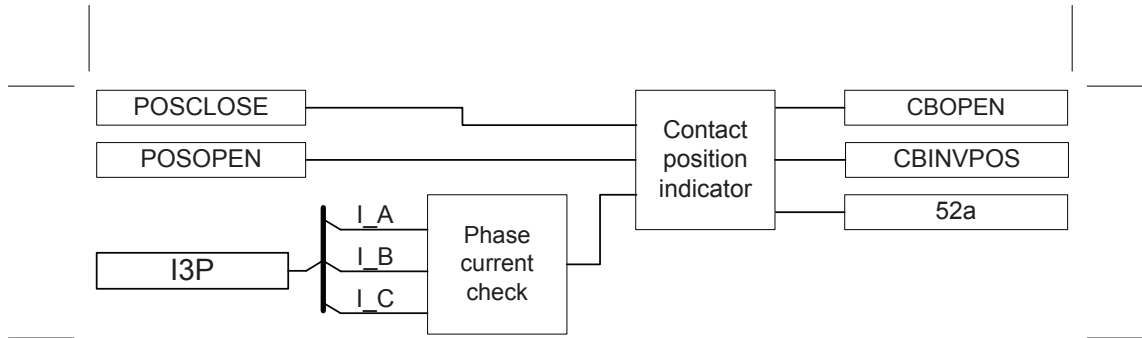 POSCLOSE
POSOPEN
I3P
I_A
I_B
I_C
Phase
current
check
Contact
position
indicator
CBOPEN
CBINVPOS
52a